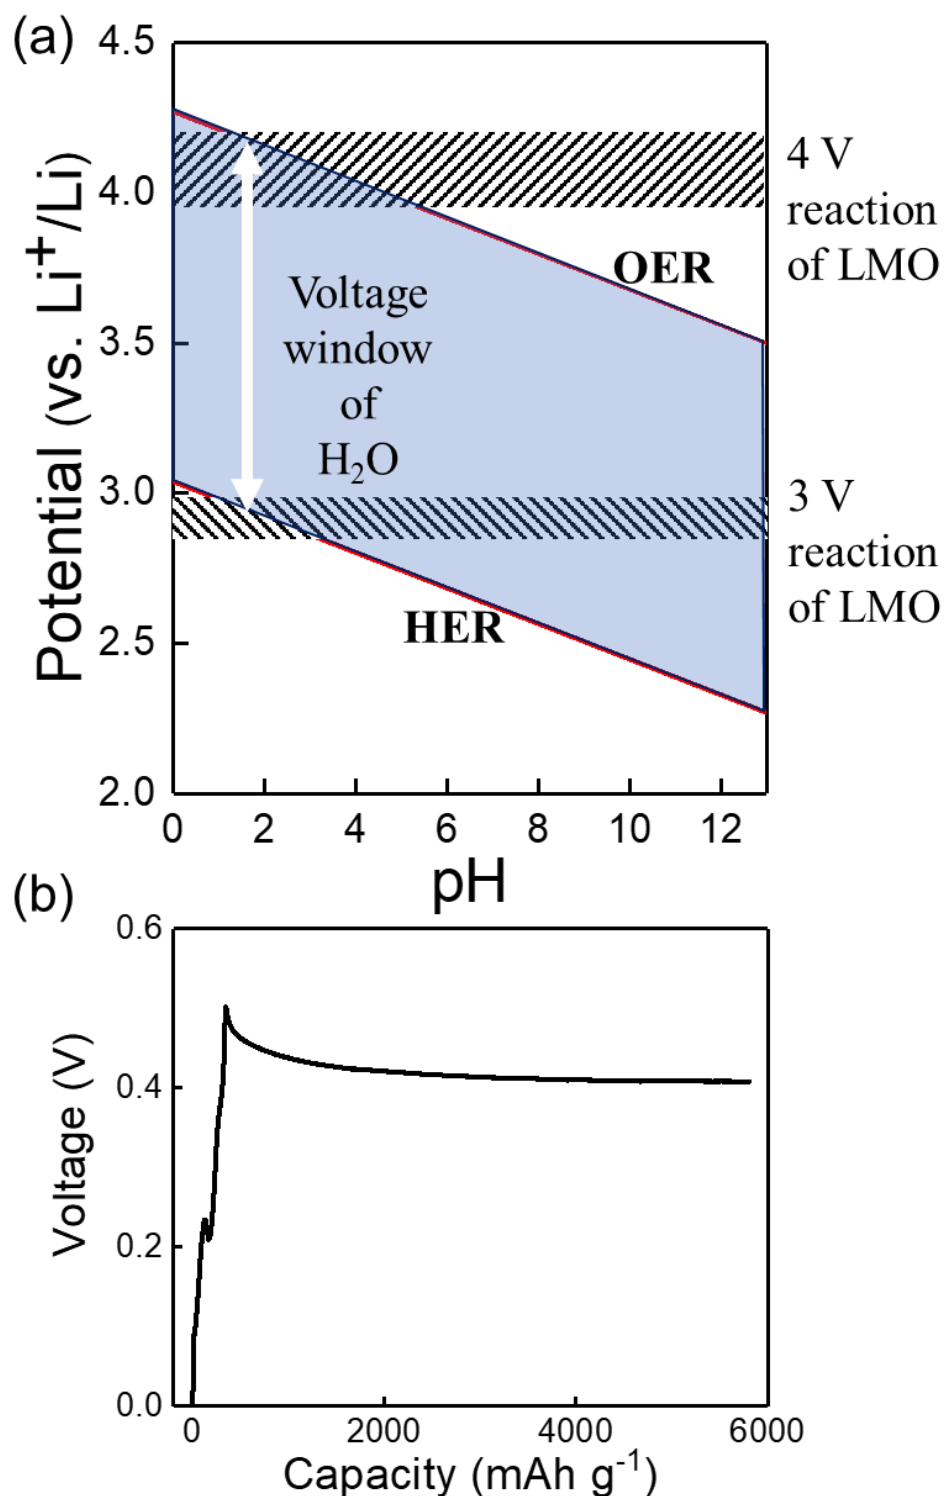 (a)
4.5
4.0
3.5
3.0
2.5
2.0
Potential (vs. Li⁺/Li)
4 V
reaction
of LMO
OER
Voltage
window
of
H₂O
3 V
reaction
of LMO
HER
0 2 4 6 8 10 12
pH
(b)
0.6
0.4
0.2
0.0
Voltage (V)
0 2000 4000 6000
Capacity (mAh g⁻¹)